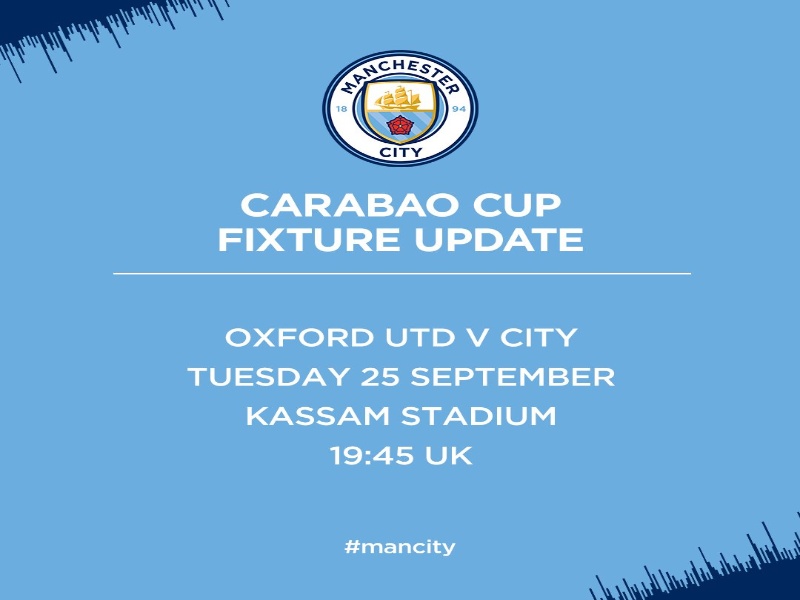 MANCHESTER
18 94
CITY
CARABAO CUP
FIXTURE UPDATE
OXFORD UTD V CITY
TUESDAY 25 SEPTEMBER
KASSAM STADIUM
19:45 UK
#mancity